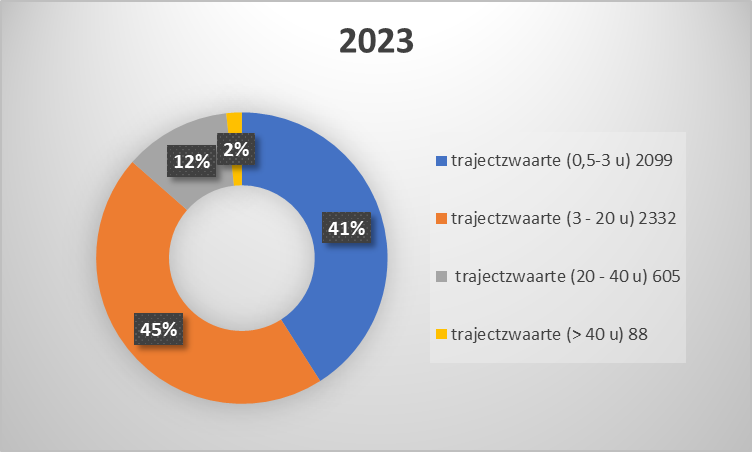 2023
12%
2%
41%
45%
trajectzwaarte (0,5-3 u) 2099
trajectzwaarte (3 - 20 u) 2332
trajectzwaarte (20 - 40 u) 605
trajectzwaarte (> 40 u) 88